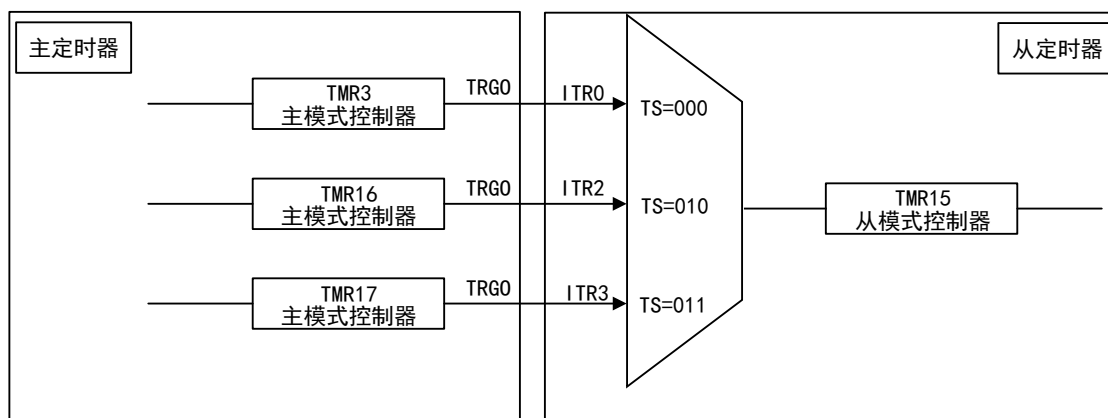 主定时器
从定时器
TMR3
主模式控制器
TRGO
ITR0
TS=000
TMR16
主模式控制器
TRGO
ITR2
TS=010
TMR15
从模式控制器
TMR17
主模式控制器
TRGO
ITR3
TS=011